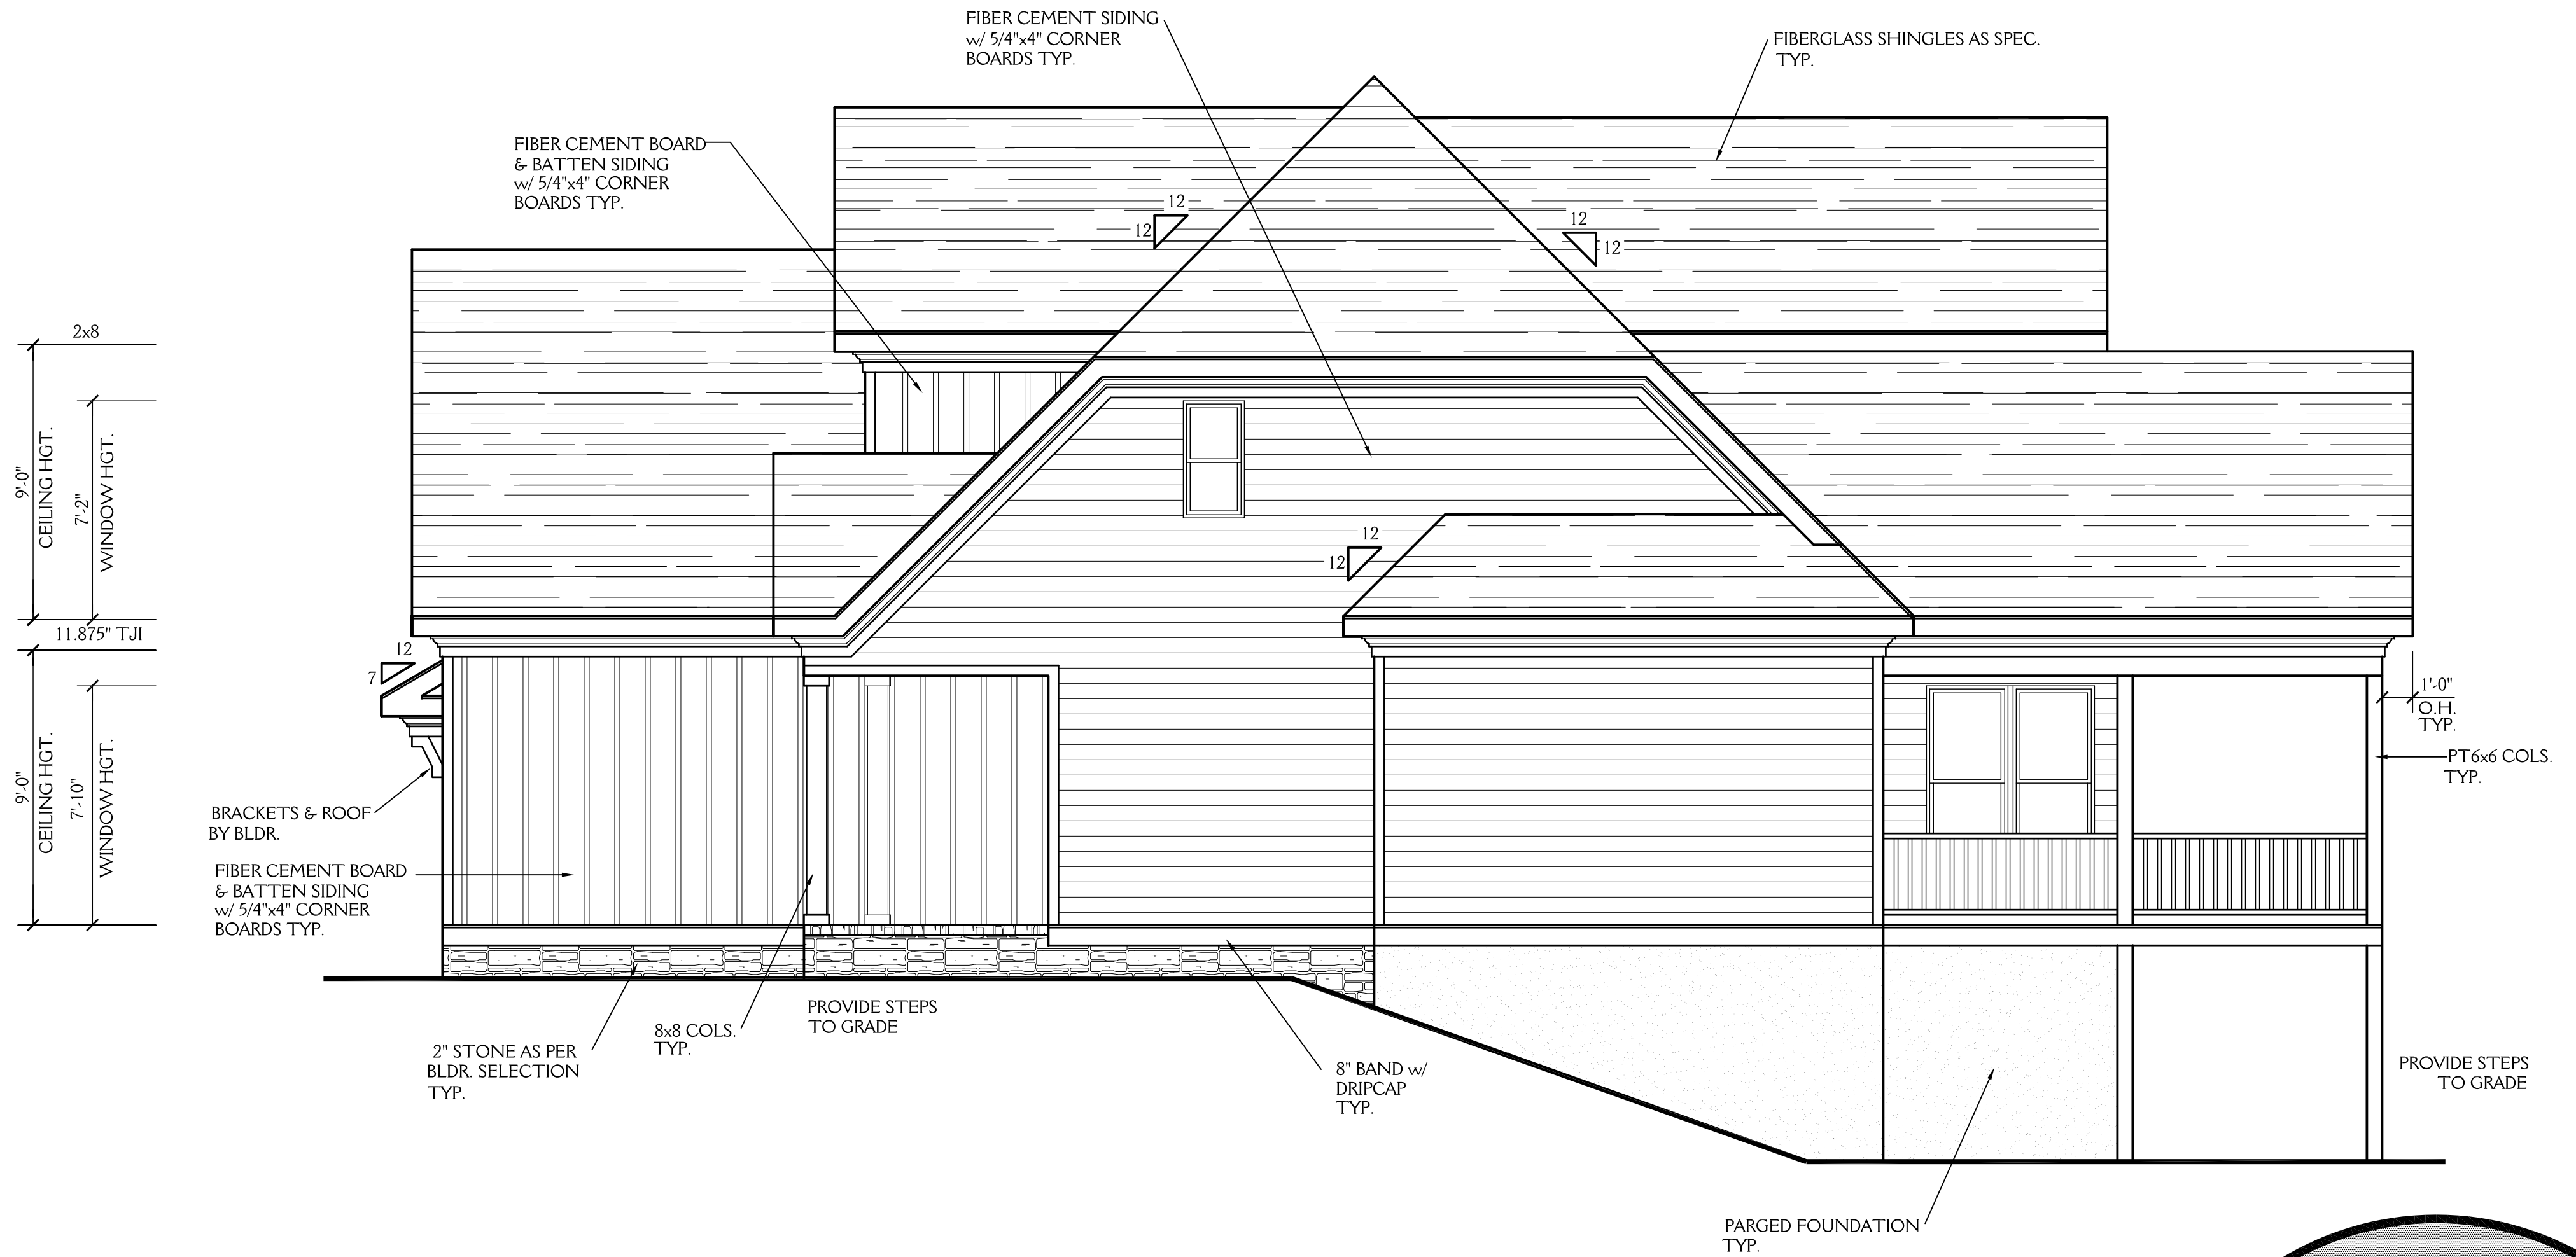 FIBER CEMENT SIDING
w/ 5/4"x4" CORNER
BOARDS TYP.
FIBERGLASS SHINGLES AS SPEC.
TYP.
FIBER CEMENT BOARD
& BATTEN SIDING
w/ 5/4"x4" CORNER
BOARDS TYP.
12
12
12
12
2x8
9'-0"
CEILING HGT.
7'-2"
WINDOW HGT.
12
12
11.875" TJI
12
7
9'-0"
CEILING HGT.
7'-10"
WINDOW HGT.
1'-0"
O.H.
TYP.
PT6x6 COLS.
TYP.
BRACKETS & ROOF
BY BLDR.
FIBER CEMENT BOARD
& BATTEN SIDING
w/ 5/4"x4" CORNER
BOARDS TYP.
PROVIDE STEPS
TO GRADE
8x8 COLS.
TYP.
2" STONE AS PER
BLDR. SELECTION
TYP.
8" BAND w/
DRIPCAP
TYP.
PROVIDE STEPS
TO GRADE
PARGED FOUNDATION
TYP.